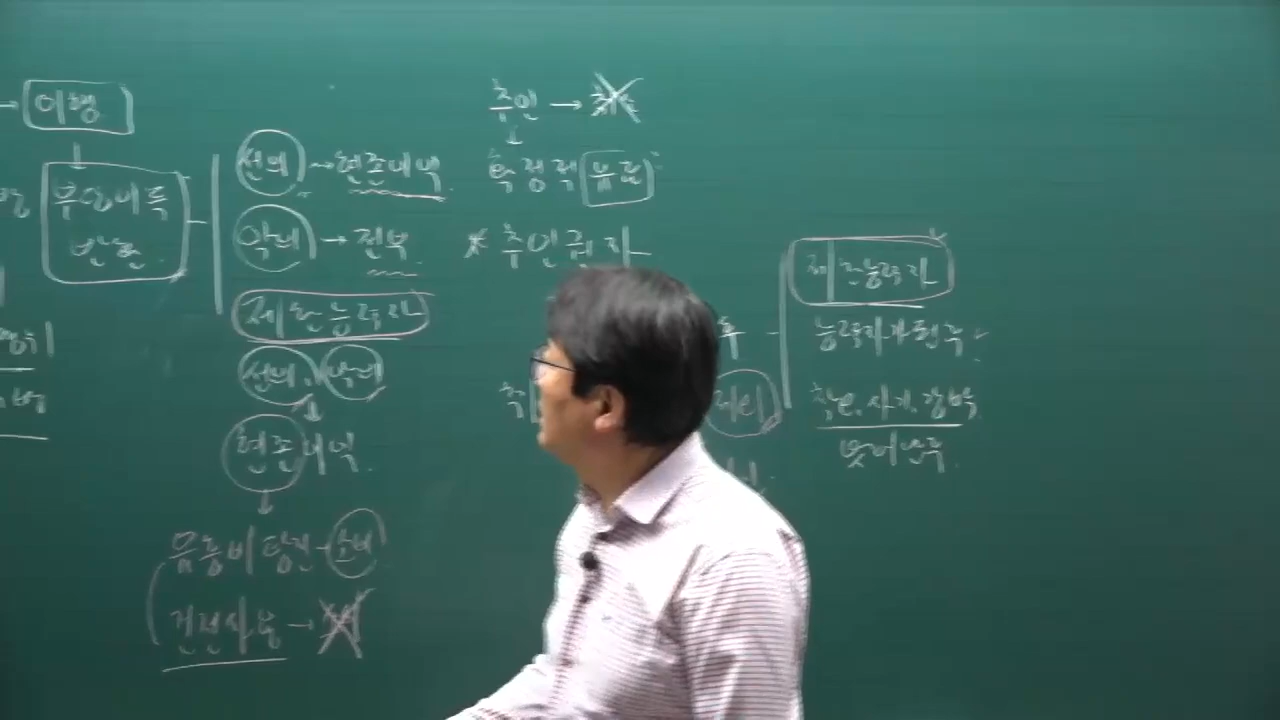 → 이행
↓
부당이득
반환
선의 → 현존이익
악의 → 전부
제한능력자
선의, 악의
↓
현존이익
↓
유흥비 탕진 - 소비
건전사용 →
추인 →
↓
확정적 유효
* 추인권자
후
제한능력자
능력자가 된 후
착오, 사기, 강박
벗어난 후